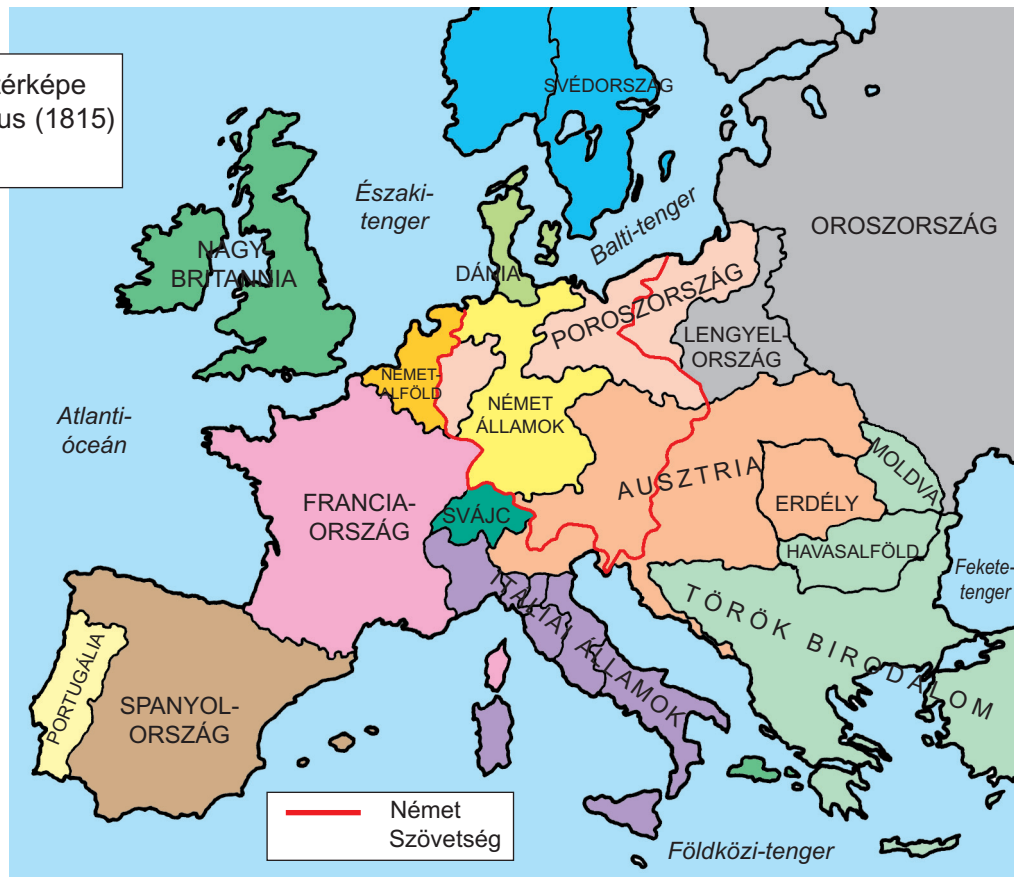 térképe
us (1815)
SVÉDORSZÁG
Északi-
tenger
Balti-tenger
OROSZORSZÁG
NAGY-
BRITANNIA
DÁNIA
POROSZORSZÁG
LENGYEL-
ORSZÁG
NÉMET-
ALFÖLD
NÉMET
ÁLLAMOK
Atlanti-
óceán
MOLDVA
AUSZTRIA
ERDÉLY
FRANCIA-
ORSZÁG
SVÁJC
HAVASALFÖLD
Fekete-
tenger
ITÁLIAI ÁLLAMOK
TÖRÖK BIRODALOM
PORTUGÁLIA
SPANYOL-
ORSZÁG
Német
Szövetség
Földközi-tenger